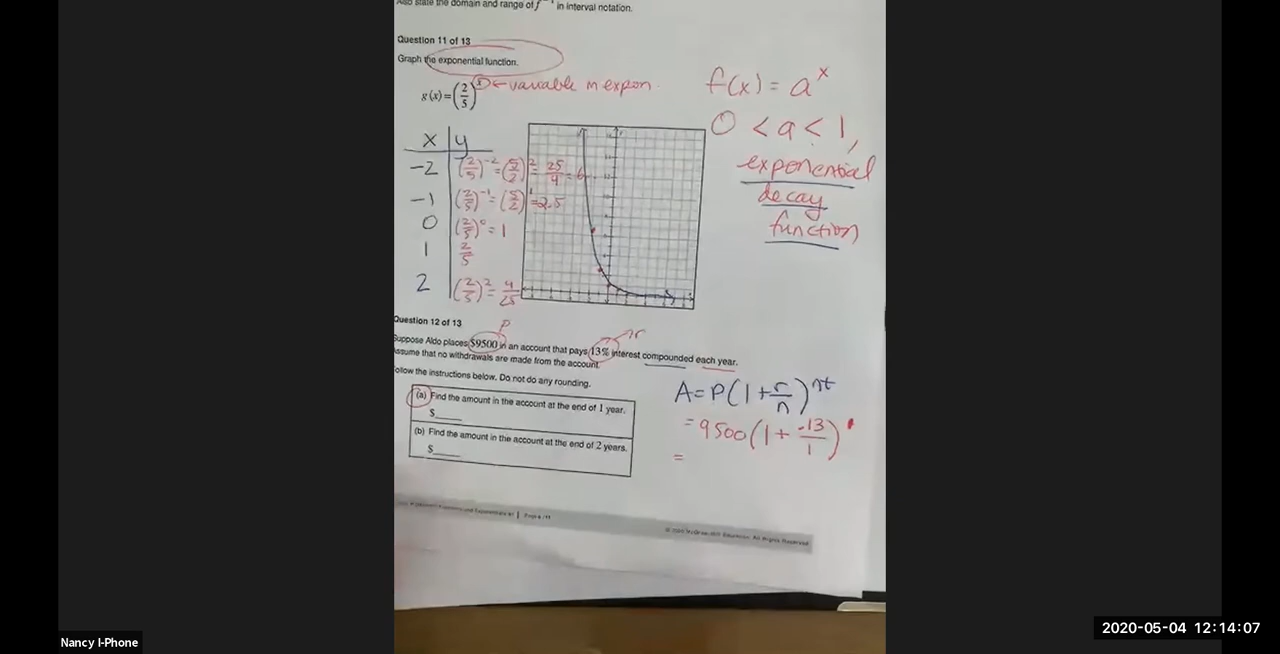 Also state the domain and range of f⁻¹ in interval notation.
Question 11 of 13
Graph the exponential function.
g(x)=(2/5)^x ← variable in expon.
f(x) = a^x
0 < a < 1,
exponential
decay
function
x | y
-2 | (2/5)^-2 = (5/2)^2 = 25/4 = 6
-1 | (2/5)^-1 = (5/2)^1 = 2.5
0 | (2/5)^0 = 1
1 | 2/5
2 | (2/5)^2 = 4/25
Question 12 of 13
P
r
Suppose Aldo places $9500 in an account that pays 13% interest compounded each year.
Assume that no withdrawals are made from the account.
Follow the instructions below. Do not do any rounding.
(a) Find the amount in the account at the end of 1 year.
$____
(b) Find the amount in the account at the end of 2 years.
$____
A = P(1 + r/n)^nt
= 9500(1 + .13/1)
=
Nancy I-Phone
2020-05-04 12:14:07